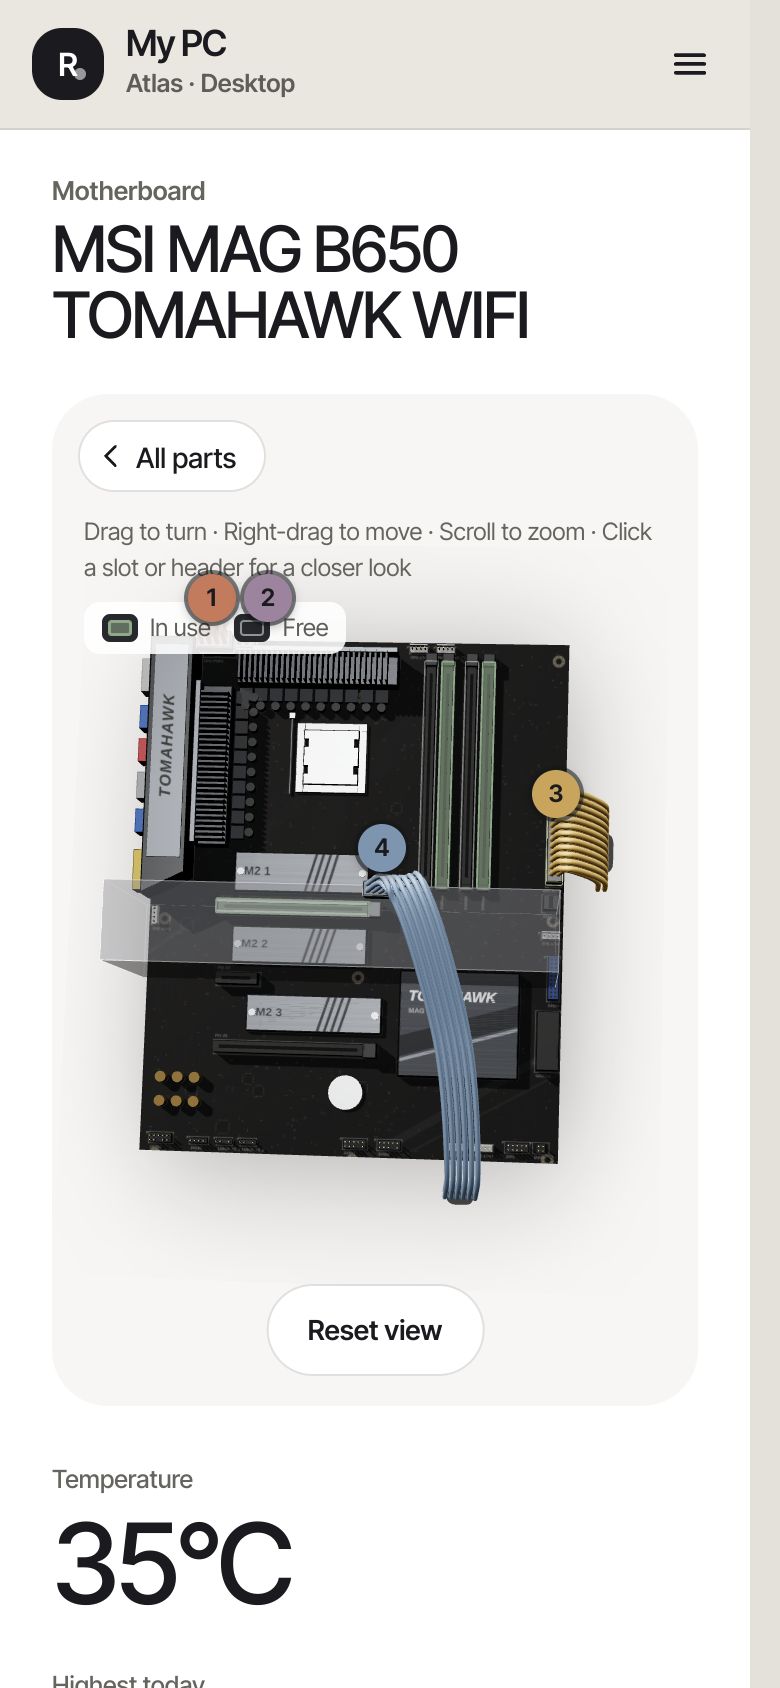 R
My PC
Atlas · Desktop
Motherboard
MSI MAG B650
TOMAHAWK WIFI
All parts
Drag to turn · Right-drag to move · Scroll to zoom · Click
a slot or header for a closer look
1
2
In use
Free
TOMAHAWK
3
4
M2 1
M2 2
M2 3
MAG
Reset view
Temperature
35°C
Highest today